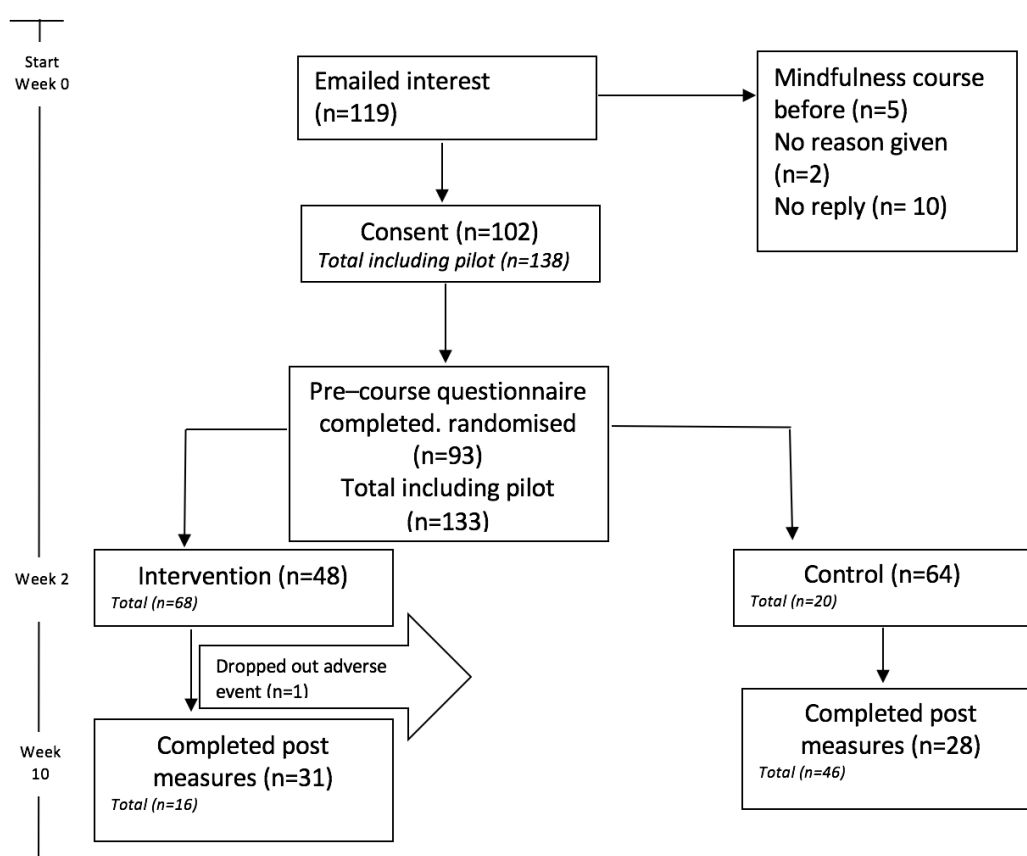 Start
Week 0
Emailed interest
(n=119)
Mindfulness course
before (n=5)
No reason given
(n=2)
No reply (n= 10)
Consent (n=102)
Total including pilot (n=138)
Pre–course questionnaire
completed. randomised
(n=93)
Total including pilot
(n=133)
Week 2
Intervention (n=48)
Total (n=68)
Control (n=64)
Total (n=20)
Dropped out adverse
event (n=1)
Week
10
Completed post
measures (n=31)
Total (n=16)
Completed post
measures (n=28)
Total (n=46)